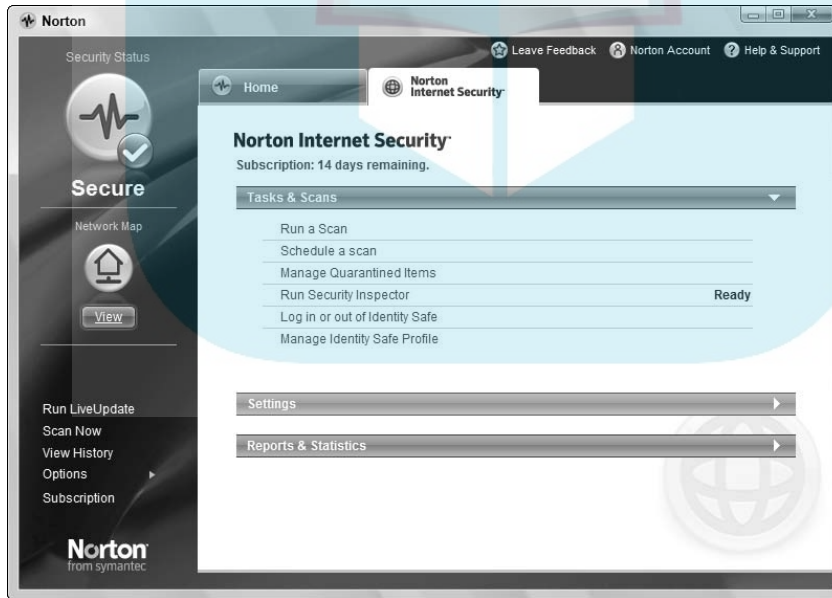 Norton
Security Status
Secure
Network Map
View
Run LiveUpdate
Scan Now
View History
Options
Subscription
Norton
from symantec
Leave Feedback
Norton Account
Help & Support
Home
Norton
Internet Security
Norton Internet Security
Subscription: 14 days remaining.
Tasks & Scans
Run a Scan
Schedule a scan
Manage Quarantined Items
Run Security Inspector Ready
Log in or out of Identity Safe
Manage Identity Safe Profile
Settings
Reports & Statistics